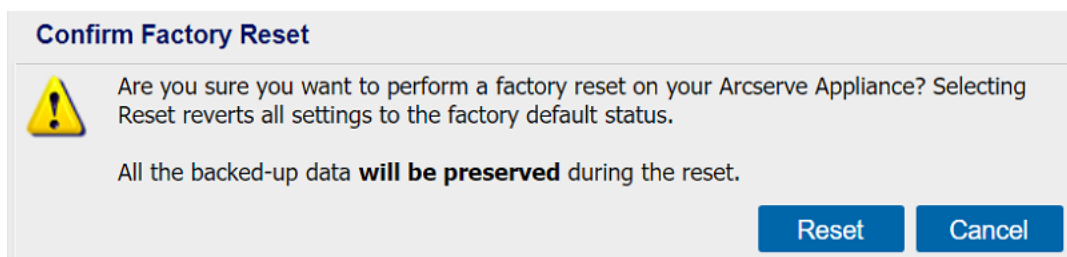 Confirm Factory Reset
Are you sure you want to perform a factory reset on your Arcserve Appliance? Selecting
Reset reverts all settings to the factory default status.
All the backed-up data will be preserved during the reset.
Reset
Cancel